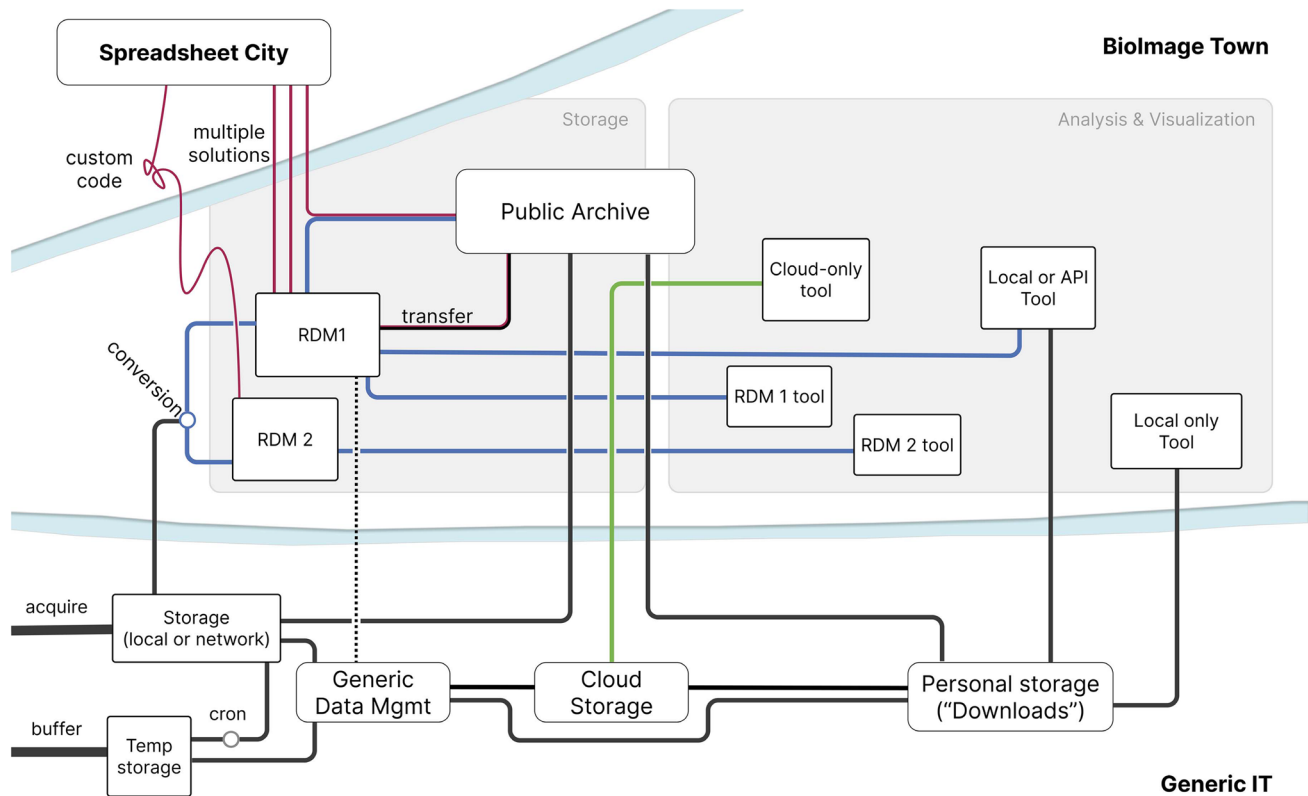 Spreadsheet City
BioImage Town
Storage
Analysis & Visualization
multiple
solutions
custom
code
Public Archive
Cloud-only
tool
Local or API
Tool
RDM1
transfer
conversion
RDM 1 tool
RDM 2
RDM 2 tool
Local only
Tool
acquire
Storage
(local or network)
Generic
Data Mgmt
Cloud
Storage
Personal storage
(“Downloads”)
buffer
cron
Temp
storage
Generic IT